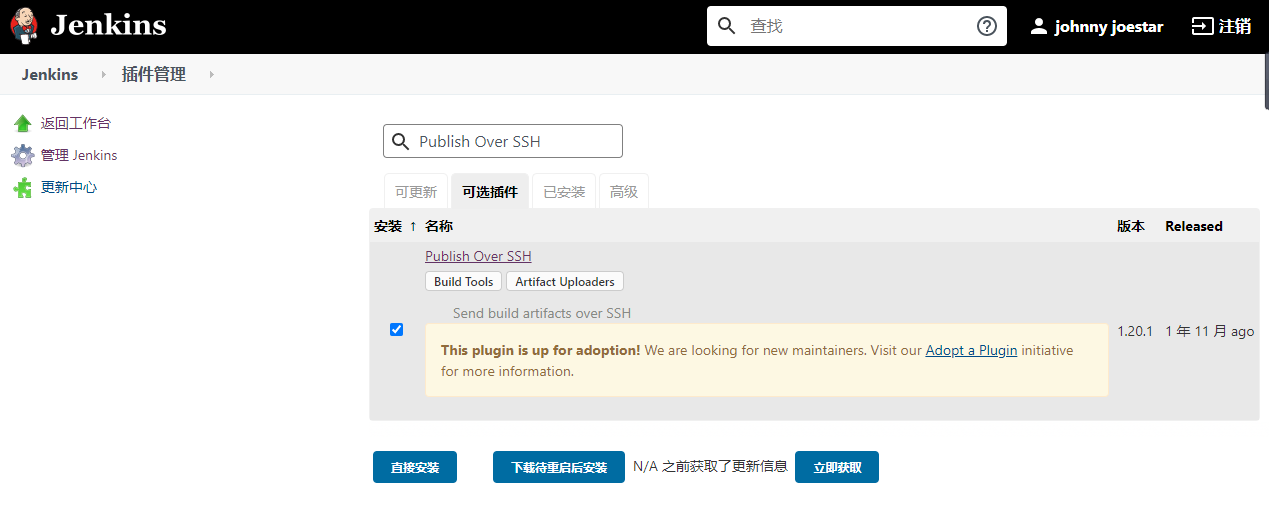 Jenkins
查找
johnny joestar
注销
Jenkins
插件管理
返回工作台
管理 Jenkins
更新中心
Publish Over SSH
可更新 可选插件 已安装 高级
安装 ↑ 名称 版本 Released
Publish Over SSH
Build Tools Artifact Uploaders
Send build artifacts over SSH
This plugin is up for adoption! We are looking for new maintainers. Visit our Adopt a Plugin initiative
for more information.
1.20.1 1 年 11 月 ago
直接安装 下载待重启后安装 N/A 之前获取了更新信息 立即获取